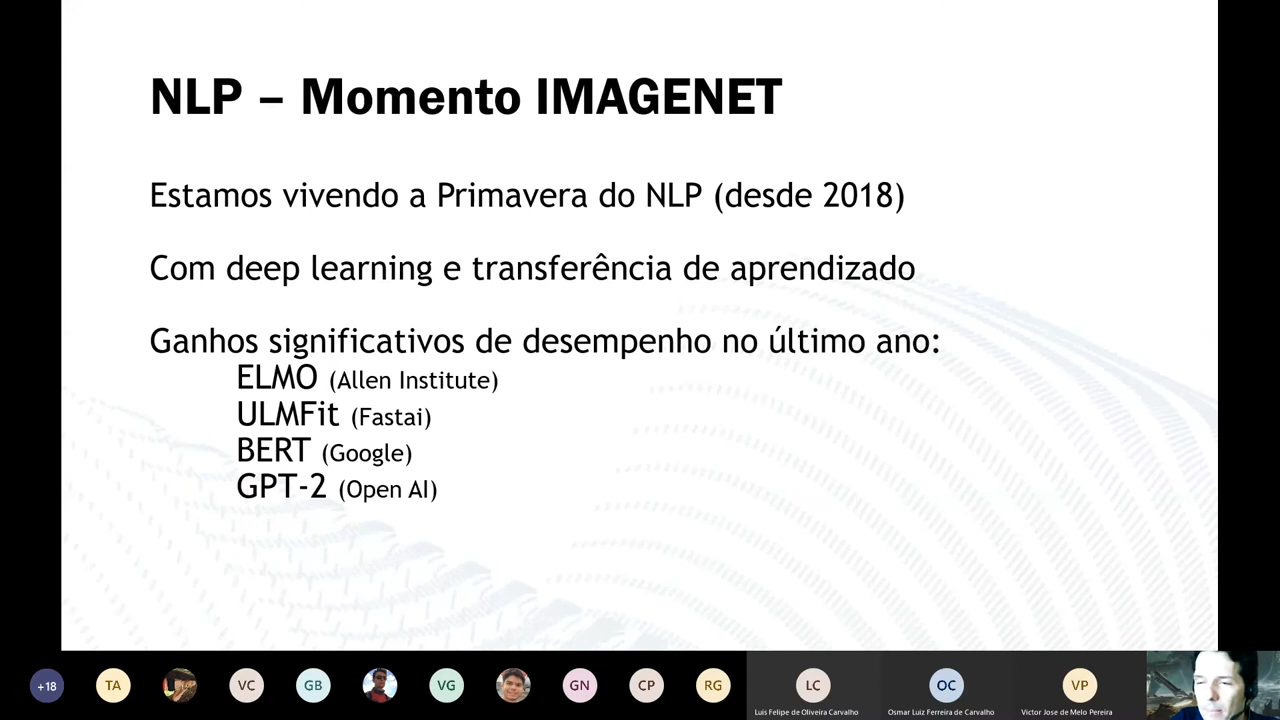 NLP – Momento IMAGENET
Estamos vivendo a Primavera do NLP (desde 2018)
Com deep learning e transferência de aprendizado
Ganhos significativos de desempenho no último ano:
ELMO (Allen Institute)
ULMFit (Fastai)
BERT (Google)
GPT-2 (Open AI)
+18
TA
VC
GB
VG
GN
CP
RG
LC
OC
VP
Luis Felipe de Oliveira Carvalho
Osmar Luiz Ferreira de Carvalho
Victor Jose de Melo Pereira